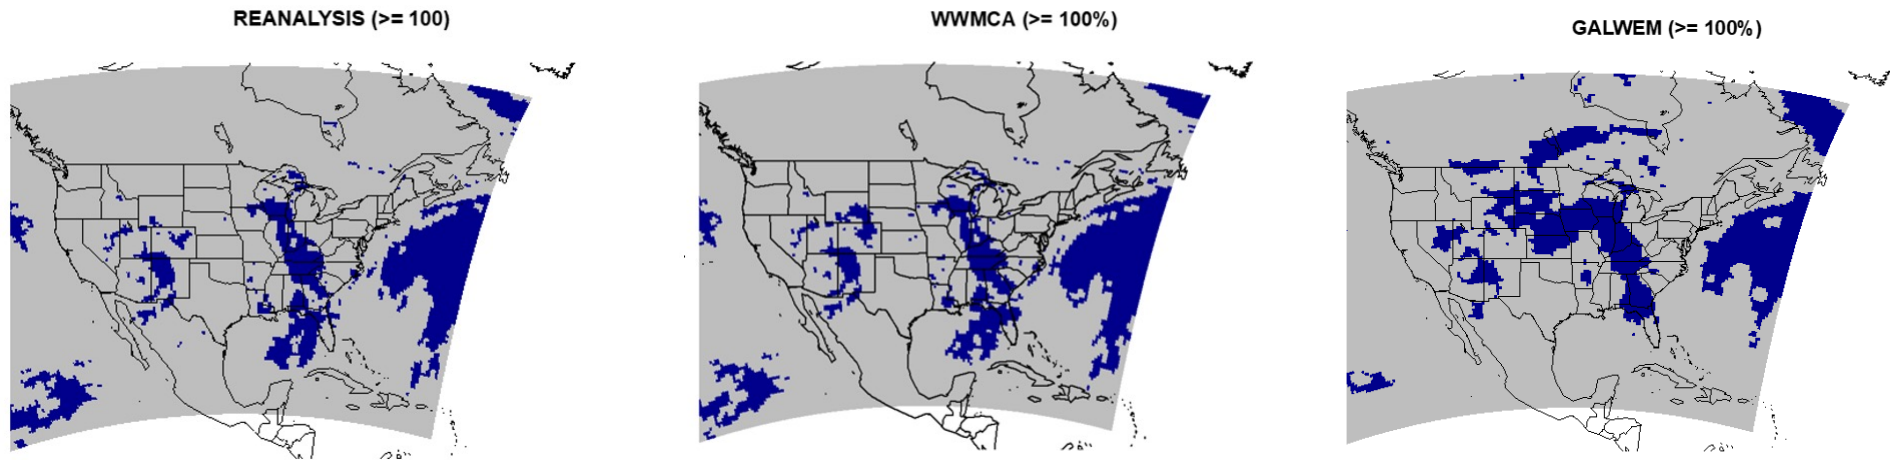 REANALYSIS (>= 100)
WWMCA (>= 100%)
GALWEM (>= 100%)